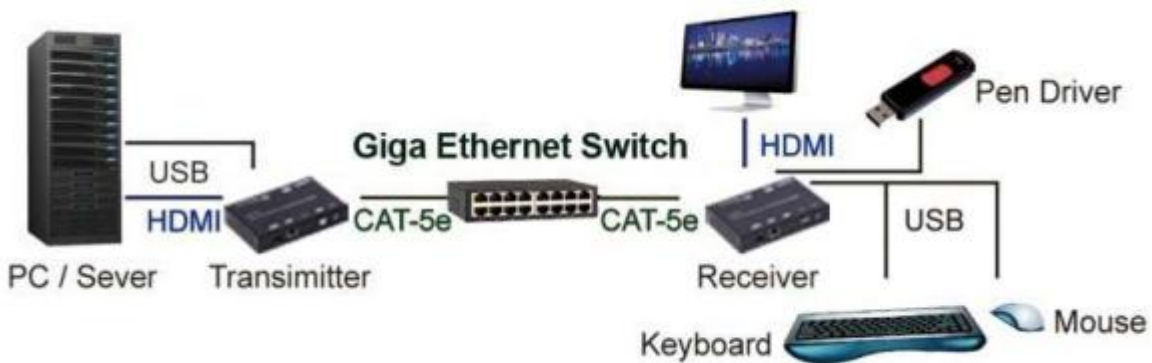 Pen Driver
Giga Ethernet Switch
HDMI
USB
HDMI
CAT-5e
CAT-5e
USB
PC / Sever
Transimitter
Receiver
Keyboard
Mouse